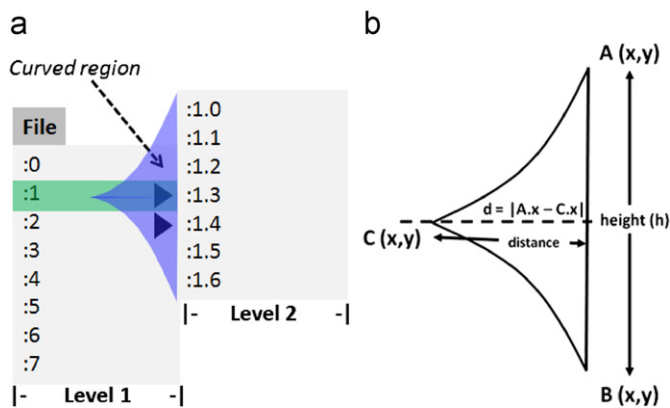 a
Curved region
File
:0
:1
:2
:3
:4
:5
:6
:7
|- Level 1 -|
:1.0
:1.1
:1.2
:1.3
:1.4
:1.5
:1.6
|- Level 2 -|
b
A (x,y)
d = |A.x – C.x|
height (h)
C (x,y)
distance
B (x,y)